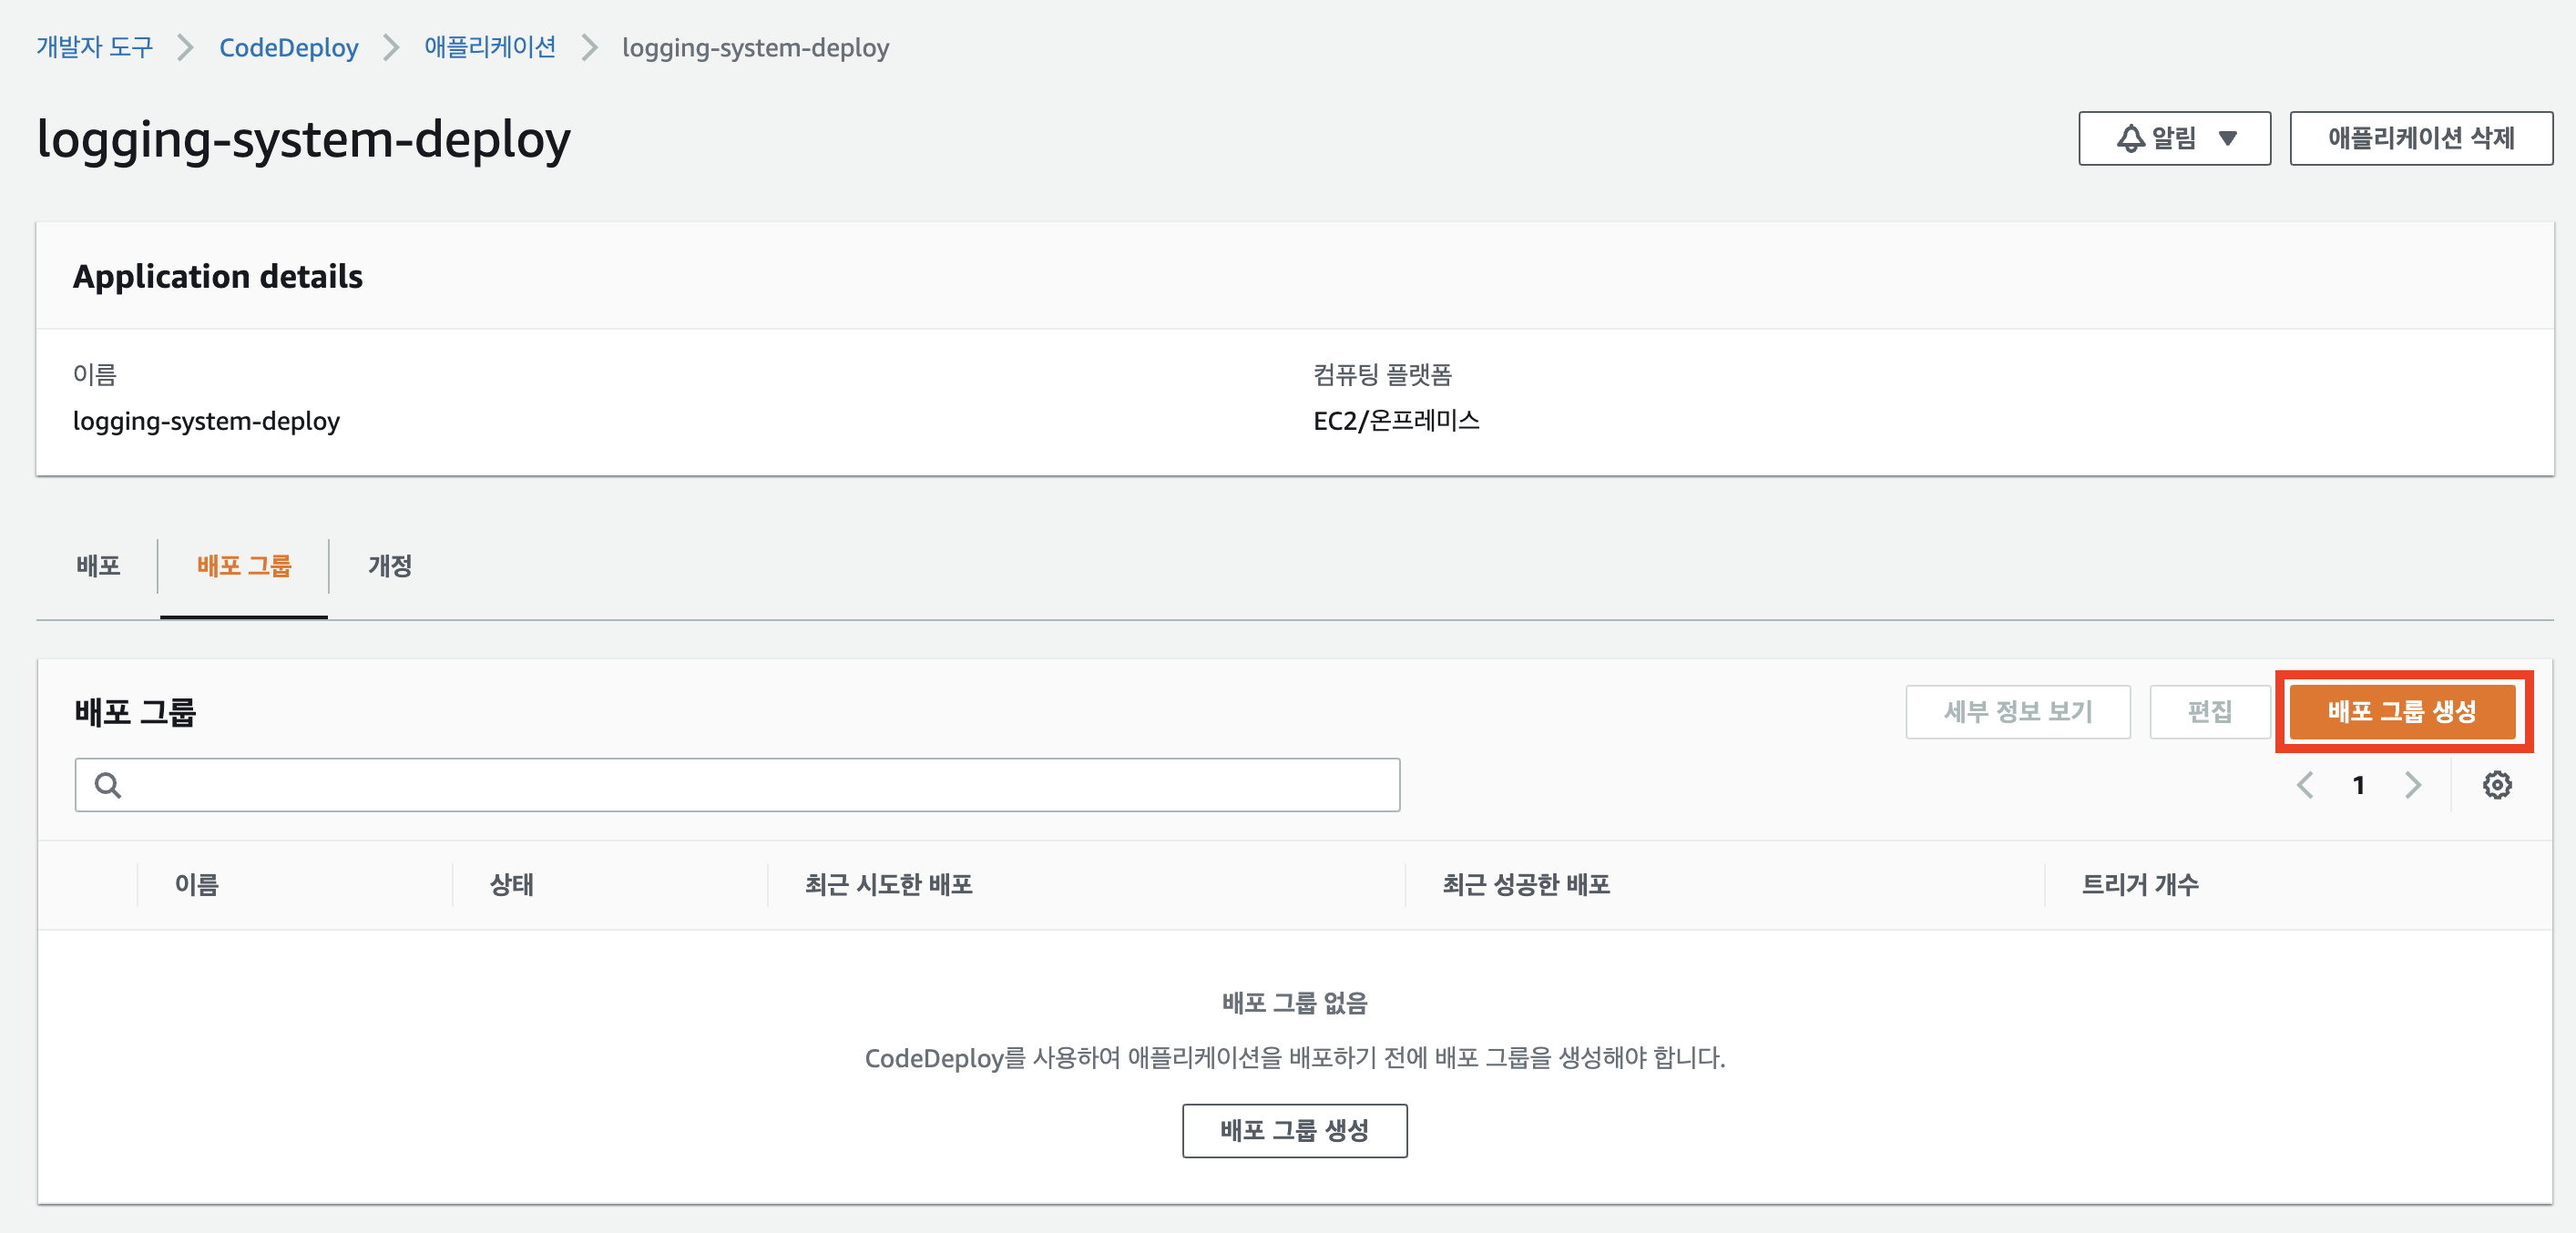 개발자 도구 CodeDeploy 애플리케이션 logging-system-deploy
logging-system-deploy
알림
애플리케이션 삭제
Application details
이름
logging-system-deploy
컴퓨팅 플랫폼
EC2/온프레미스
배포 배포 그룹 개정
배포 그룹
세부 정보 보기
편집
배포 그룹 생성
1
이름 상태 최근 시도한 배포 최근 성공한 배포 트리거 개수
배포 그룹 없음
CodeDeploy를 사용하여 애플리케이션을 배포하기 전에 배포 그룹을 생성해야 합니다.
배포 그룹 생성